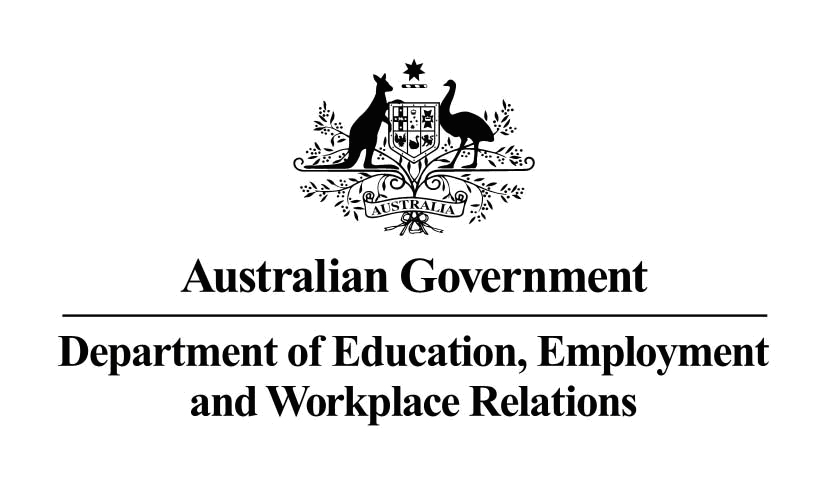 AUSTRALIA
Australian Government
Department of Education, Employment
and Workplace Relations